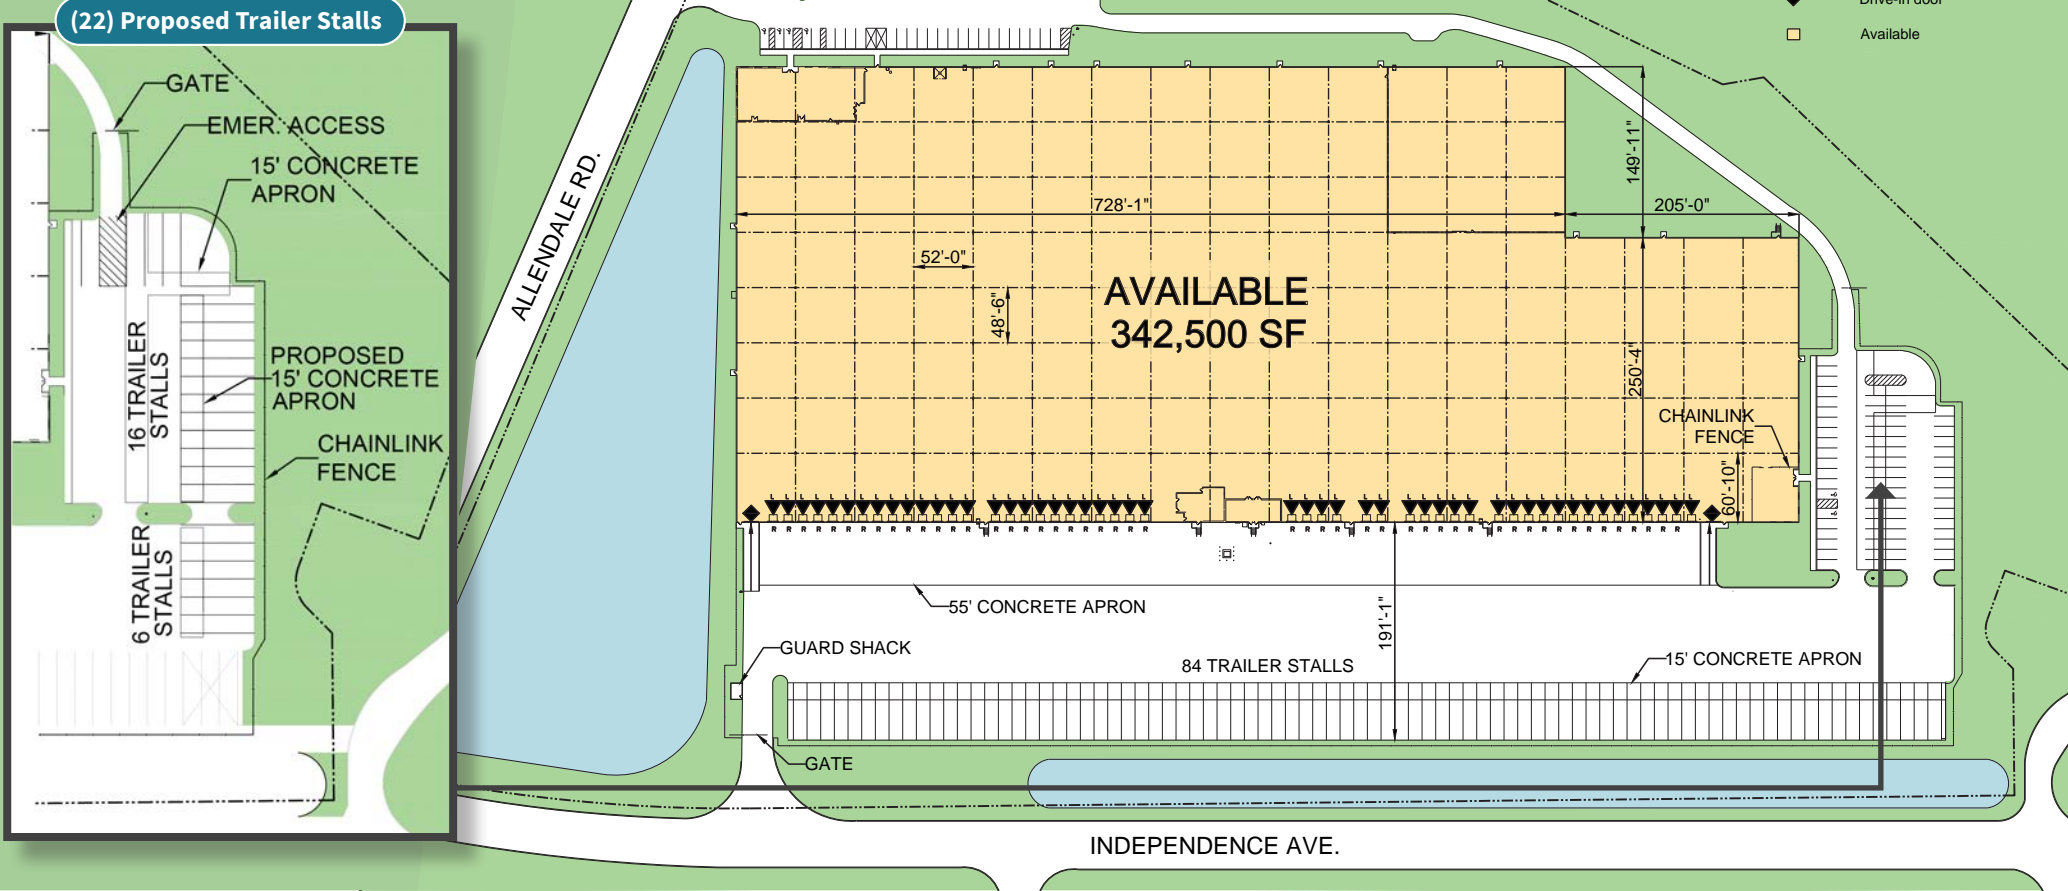 (22) Proposed Trailer Stalls
GATE
EMER. ACCESS
15' CONCRETE
APRON
16 TRAILER
STALLS
PROPOSED
15' CONCRETE
APRON
CHAINLINK
FENCE
6 TRAILER
STALLS
Drive-in door
Available
ALLENDALE RD.
149'-11"
728'-1"
205'-0"
52'-0"
48'-6"
AVAILABLE
342,500 SF
250'-4"
CHAINLINK
FENCE
60'-10"
55' CONCRETE APRON
191'-1"
GUARD SHACK
84 TRAILER STALLS
15' CONCRETE APRON
GATE
INDEPENDENCE AVE.